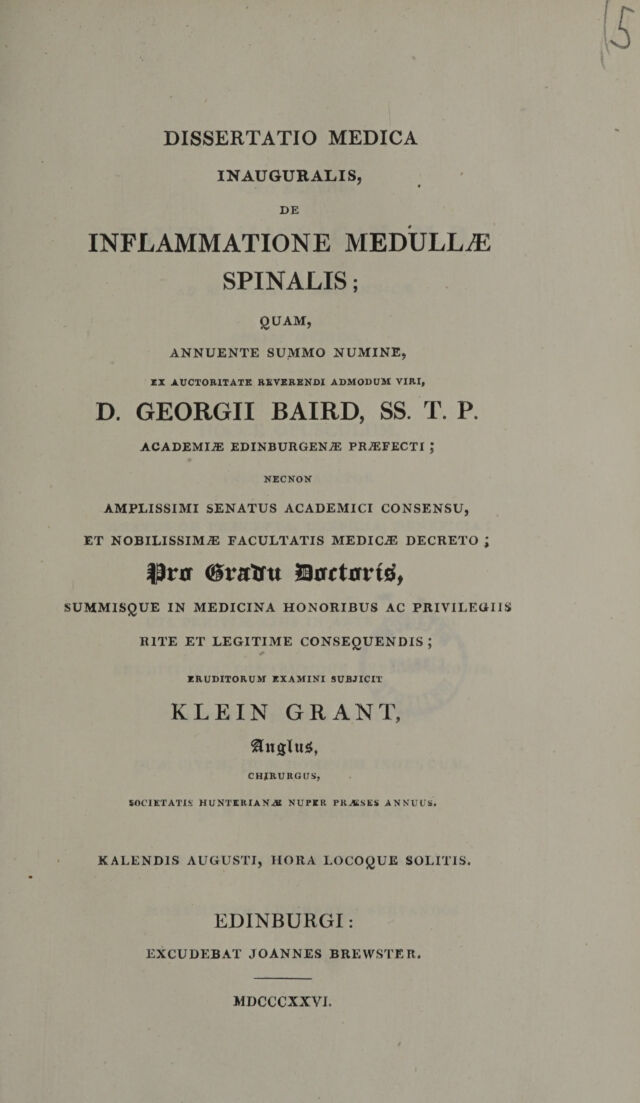 15
DISSERTATIO MEDICA
INAUGURALIS,
DE
INFLAMMATIONE MEDULLÆ
SPINALIS;
QUAM,
ANNUENTE SUMMO NUMINE,
EX AUCTORITATE REVERENDI ADMODUM VIRI,
D. GEORGII BAIRD, SS. T. P.
ACADEMIÆ EDINBURGENÆ PRÆFECTI;
NECNON
AMPLISSIMI SENATUS ACADEMICI CONSENSU,
ET NOBILISSIMÆ FACULTATIS MEDICÆ DECRETO;
Pro Gradu Doctoris,
SUMMISQUE IN MEDICINA HONORIBUS AC PRIVILEGIIS
RITE ET LEGITIME CONSEQUENDIS;
ERUDITORUM EXAMINI SUBJICIT
KLEIN GRANT,
Anglus,
CHIRURGUS,
SOCIETATIS HUNTERIANÆ NUPER PRÆSES ANNUUS.
KALENDIS AUGUSTI, HORA LOCOQUE SOLITIS.
EDINBURGI:
EXCUDEBAT JOANNES BREWSTER.
MDCCCXXVI.